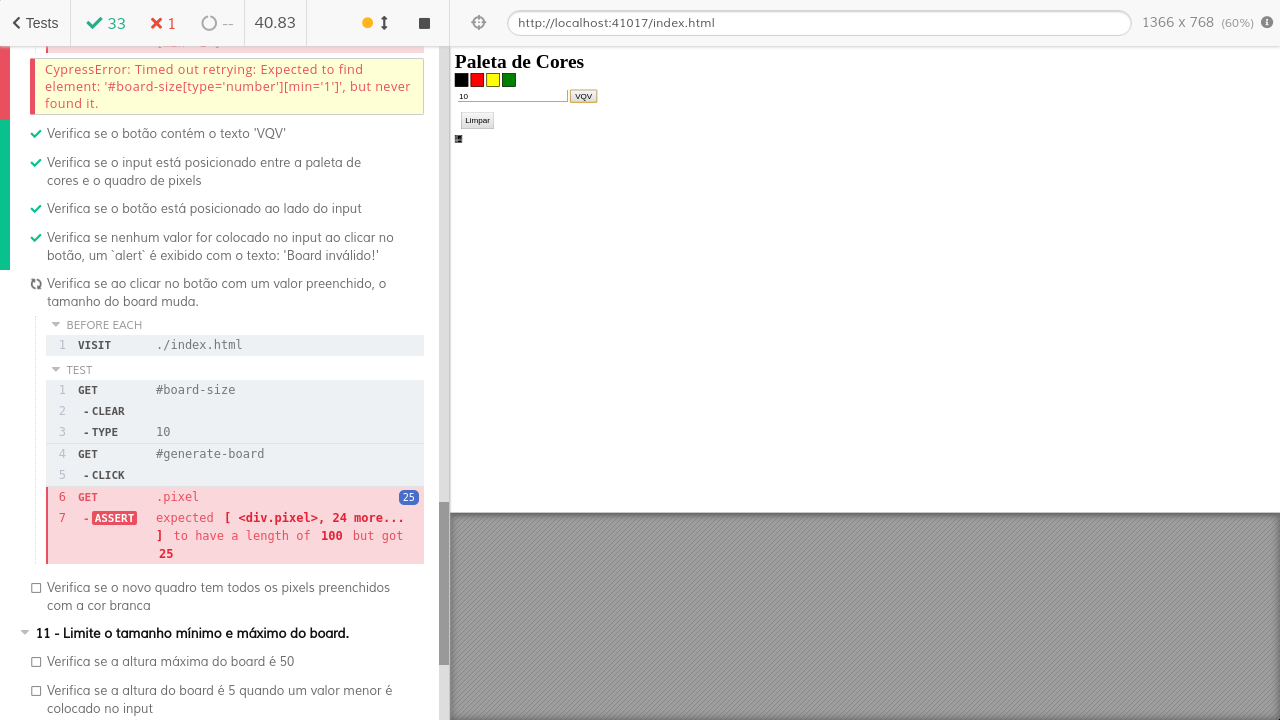 Tests 33 1 -- 40.83
http://localhost:41017/index.html 1366 x 768 (60%)
CypressError: Timed out retrying: Expected to find
element: '#board-size[type='number'][min='1']', but never
found it.
Verifica se o botão contém o texto 'VQV'
Verifica se o input está posicionado entre a paleta de
cores e o quadro de pixels
Verifica se o botão está posicionado ao lado do input
Verifica se nenhum valor for colocado no input ao clicar no
botão, um `alert` é exibido com o texto: 'Board inválido!'
Verifica se ao clicar no botão com um valor preenchido, o
tamanho do board muda.
BEFORE EACH
1 VISIT ./index.html
TEST
1 GET #board-size
2 - CLEAR
3 - TYPE 10
4 GET #generate-board
5 - CLICK
6 GET .pixel 25
7 - ASSERT expected [ <div.pixel>, 24 more...
] to have a length of 100 but got
25
Verifica se o novo quadro tem todos os pixels preenchidos
com a cor branca
11 - Limite o tamanho mínimo e máximo do board.
Verifica se a altura máxima do board é 50
Verifica se a altura do board é 5 quando um valor menor é
colocado no input
Paleta de Cores
10 VQV
Limpar